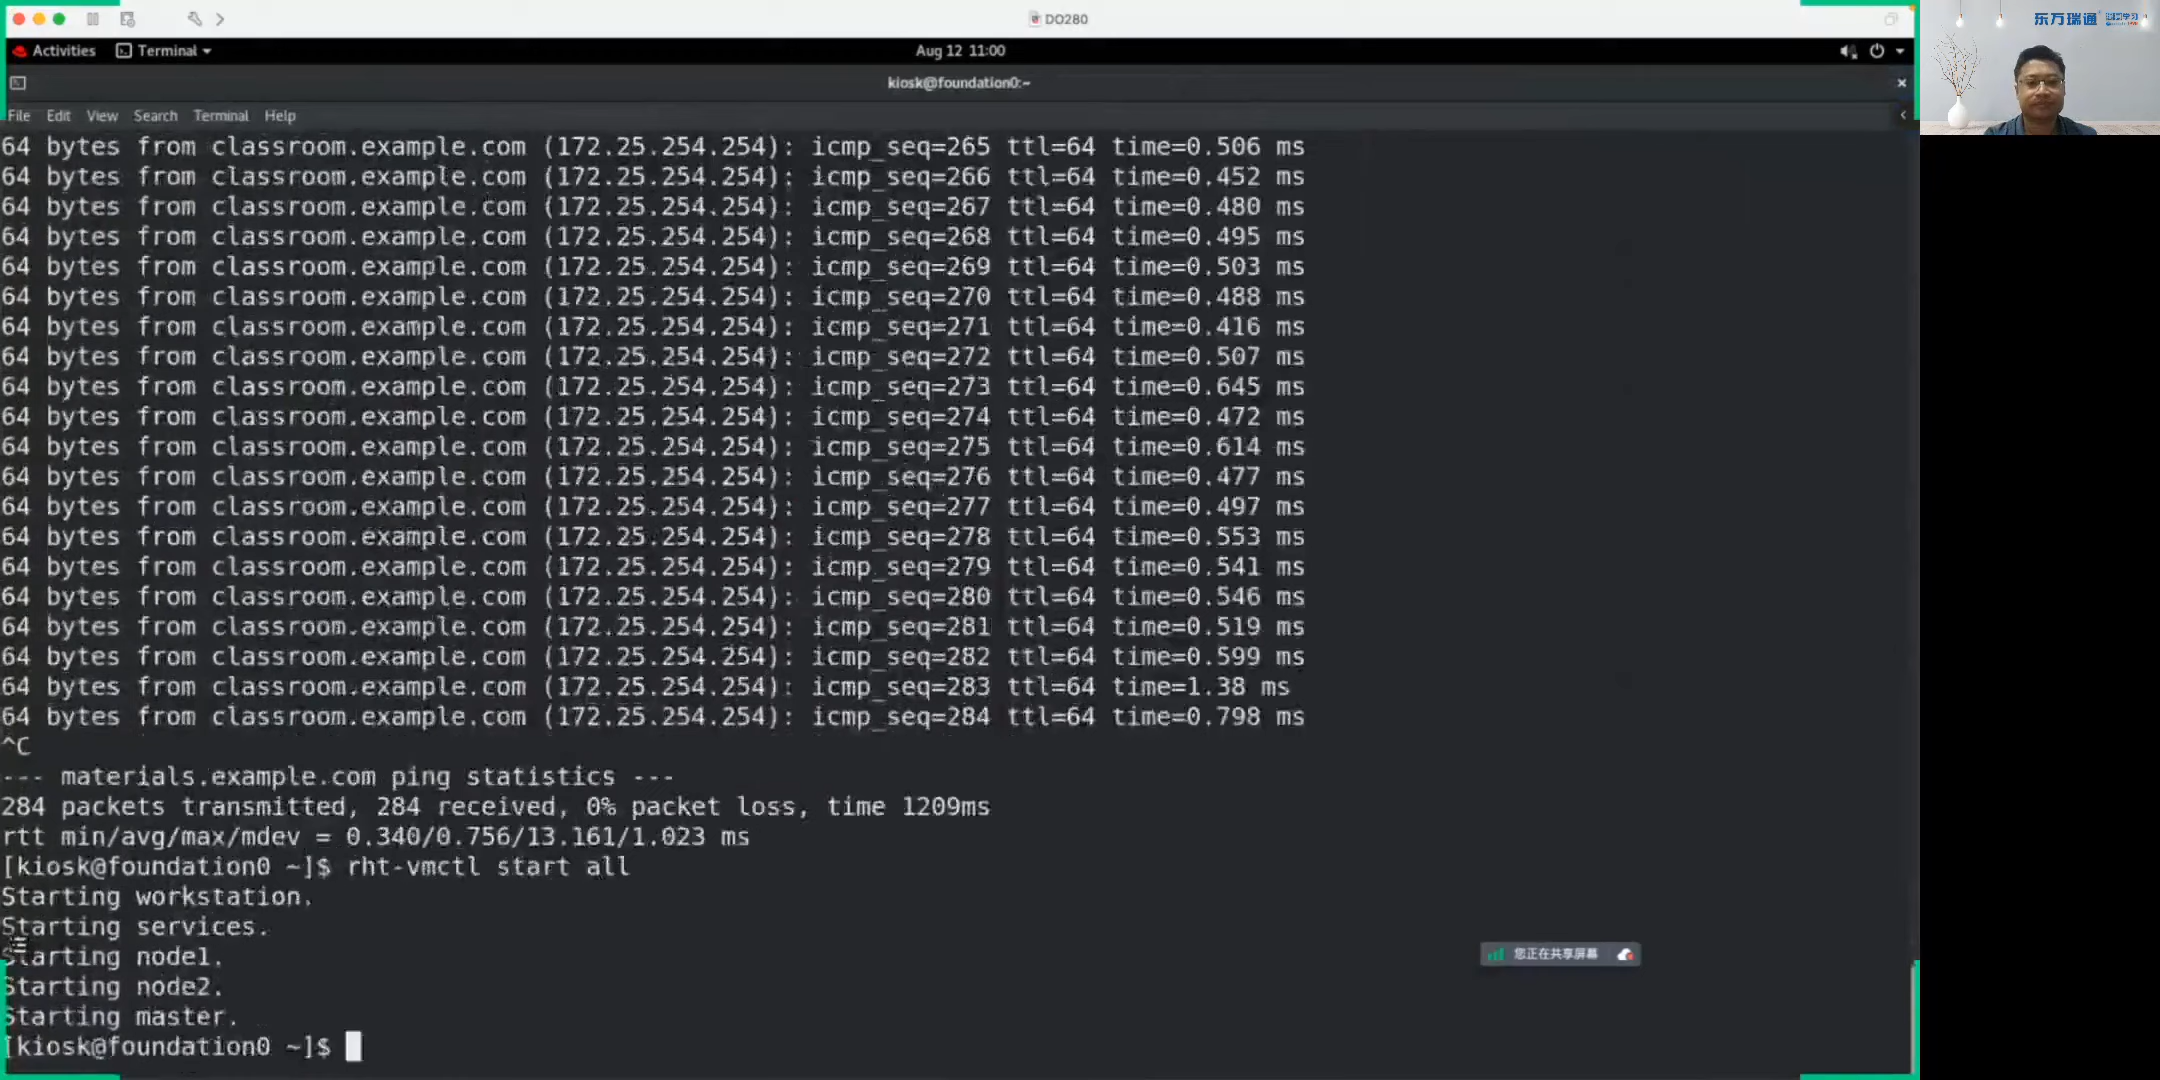 DO280
东方瑞通
Activities Terminal Aug 12 11:00
kiosk@foundation0:~
File Edit View Search Terminal Help
64 bytes from classroom.example.com (172.25.254.254): icmp_seq=265 ttl=64 time=0.506 ms
64 bytes from classroom.example.com (172.25.254.254): icmp_seq=266 ttl=64 time=0.452 ms
64 bytes from classroom.example.com (172.25.254.254): icmp_seq=267 ttl=64 time=0.480 ms
64 bytes from classroom.example.com (172.25.254.254): icmp_seq=268 ttl=64 time=0.495 ms
64 bytes from classroom.example.com (172.25.254.254): icmp_seq=269 ttl=64 time=0.503 ms
64 bytes from classroom.example.com (172.25.254.254): icmp_seq=270 ttl=64 time=0.488 ms
64 bytes from classroom.example.com (172.25.254.254): icmp_seq=271 ttl=64 time=0.416 ms
64 bytes from classroom.example.com (172.25.254.254): icmp_seq=272 ttl=64 time=0.507 ms
64 bytes from classroom.example.com (172.25.254.254): icmp_seq=273 ttl=64 time=0.645 ms
64 bytes from classroom.example.com (172.25.254.254): icmp_seq=274 ttl=64 time=0.472 ms
64 bytes from classroom.example.com (172.25.254.254): icmp_seq=275 ttl=64 time=0.614 ms
64 bytes from classroom.example.com (172.25.254.254): icmp_seq=276 ttl=64 time=0.477 ms
64 bytes from classroom.example.com (172.25.254.254): icmp_seq=277 ttl=64 time=0.497 ms
64 bytes from classroom.example.com (172.25.254.254): icmp_seq=278 ttl=64 time=0.553 ms
64 bytes from classroom.example.com (172.25.254.254): icmp_seq=279 ttl=64 time=0.541 ms
64 bytes from classroom.example.com (172.25.254.254): icmp_seq=280 ttl=64 time=0.546 ms
64 bytes from classroom.example.com (172.25.254.254): icmp_seq=281 ttl=64 time=0.519 ms
64 bytes from classroom.example.com (172.25.254.254): icmp_seq=282 ttl=64 time=0.599 ms
64 bytes from classroom.example.com (172.25.254.254): icmp_seq=283 ttl=64 time=1.38 ms
64 bytes from classroom.example.com (172.25.254.254): icmp_seq=284 ttl=64 time=0.798 ms
^C
--- materials.example.com ping statistics ---
284 packets transmitted, 284 received, 0% packet loss, time 1209ms
rtt min/avg/max/mdev = 0.340/0.756/13.161/1.023 ms
[kiosk@foundation0 ~]$ rht-vmctl start all
Starting workstation.
Starting services.
Starting node1.
您正在共享屏幕
Starting node2.
Starting master.
[kiosk@foundation0 ~]$